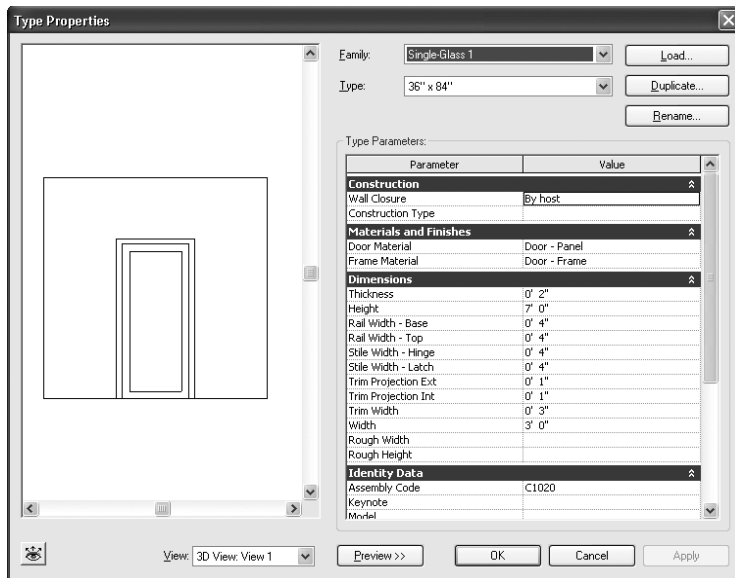 Type Properties
Family: Single-Glass 1 Load...
Type: 36" x 84" Duplicate...
Rename...
Type Parameters:
Parameter Value
Construction
Wall Closure By host
Construction Type
Materials and Finishes
Door Material Door - Panel
Frame Material Door - Frame
Dimensions
Thickness 0' 2"
Height 7' 0"
Rail Width - Base 0' 4"
Rail Width - Top 0' 4"
Stile Width - Hinge 0' 4"
Stile Width - Latch 0' 4"
Trim Projection Ext 0' 1"
Trim Projection Int 0' 1"
Trim Width 0' 3"
Width 3' 0"
Rough Width
Rough Height
Identity Data
Assembly Code C1020
Keynote
Model
View: 3D View: View 1 Preview >> OK Cancel Apply